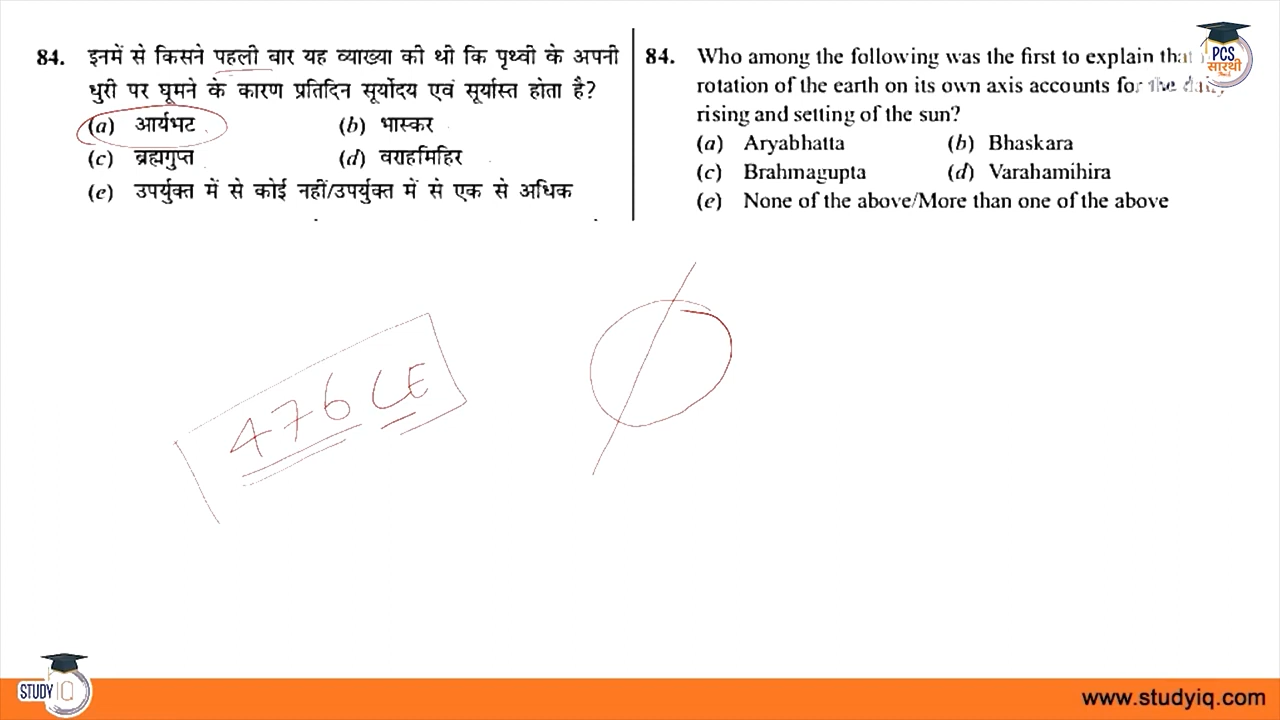 84. इनमें से किसने पहली बार यह व्याख्या की थी कि पृथ्वी के अपनी
धुरी पर घूमने के कारण प्रतिदिन सूर्योदय एवं सूर्यास्त होता है?
(a) आर्यभट (b) भास्कर
(c) ब्रह्मगुप्त (d) वराहमिहिर
(e) उपर्युक्त में से कोई नहीं/उपर्युक्त में से एक से अधिक
84. Who among the following was the first to explain that
rotation of the earth on its own axis accounts for the daily
rising and setting of the sun?
(a) Aryabhatta (b) Bhaskara
(c) Brahmagupta (d) Varahamihira
(e) None of the above/More than one of the above
PCS
सारथी
476 CE
STUDY IQ
www.studyiq.com